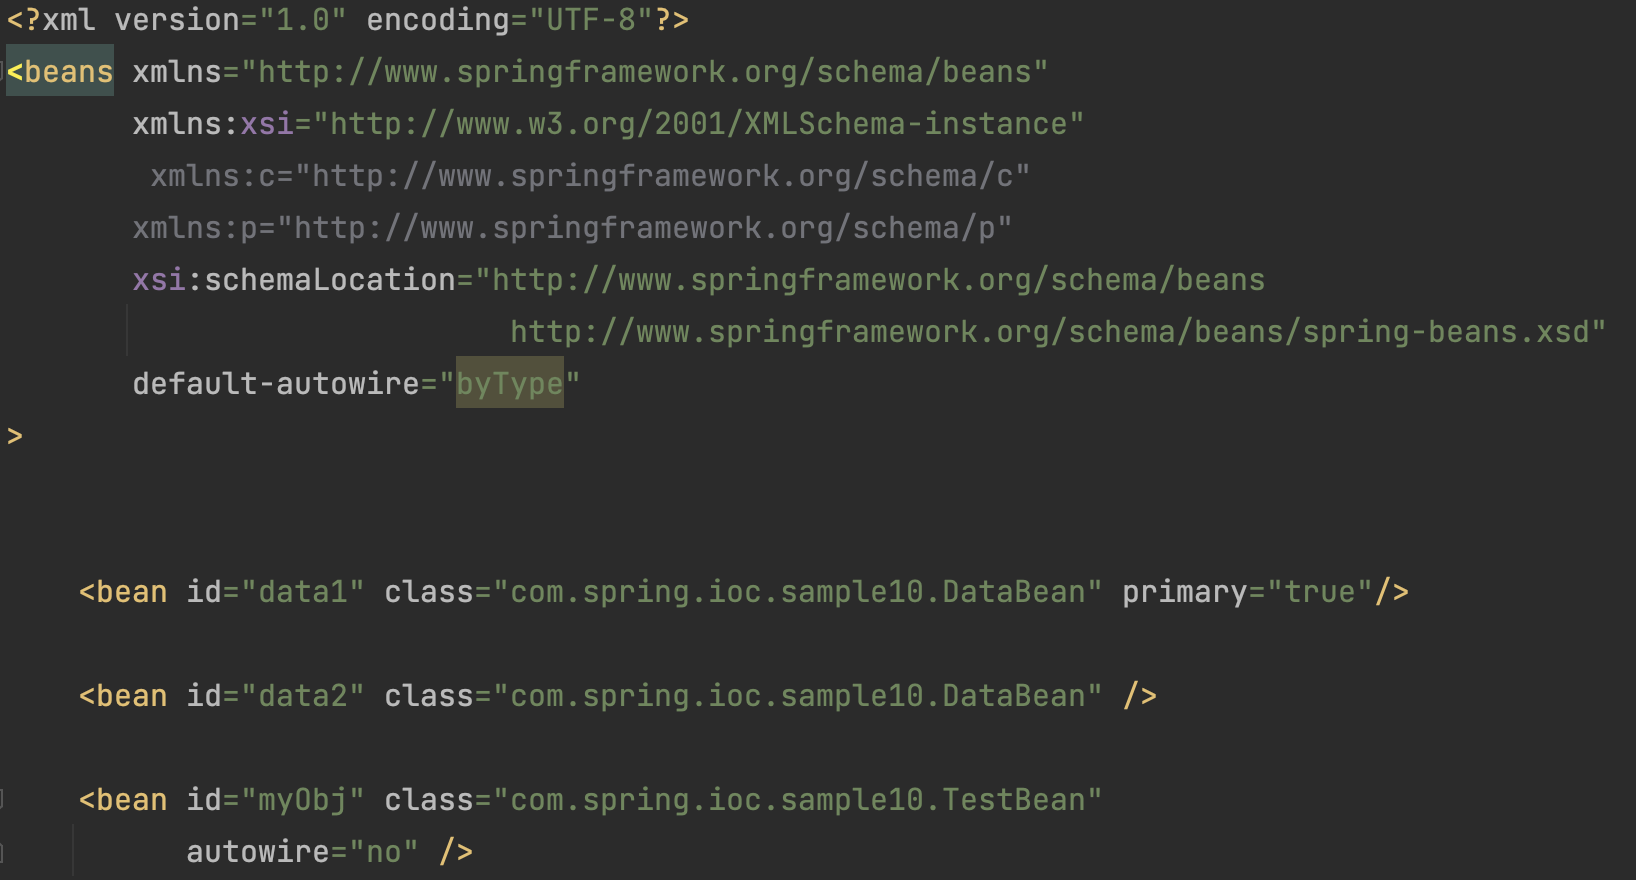 <?xml version="1.0" encoding="UTF-8"?>
<beans xmlns="http://www.springframework.org/schema/beans"
xmlns:xsi="http://www.w3.org/2001/XMLSchema-instance"
xmlns:c="http://www.springframework.org/schema/c"
xmlns:p="http://www.springframework.org/schema/p"
xsi:schemaLocation="http://www.springframework.org/schema/beans
http://www.springframework.org/schema/beans/spring-beans.xsd"
default-autowire="byType"
>
<bean id="data1" class="com.spring.ioc.sample10.DataBean" primary="true"/>
<bean id="data2" class="com.spring.ioc.sample10.DataBean" />
<bean id="myObj" class="com.spring.ioc.sample10.TestBean"
autowire="no" />